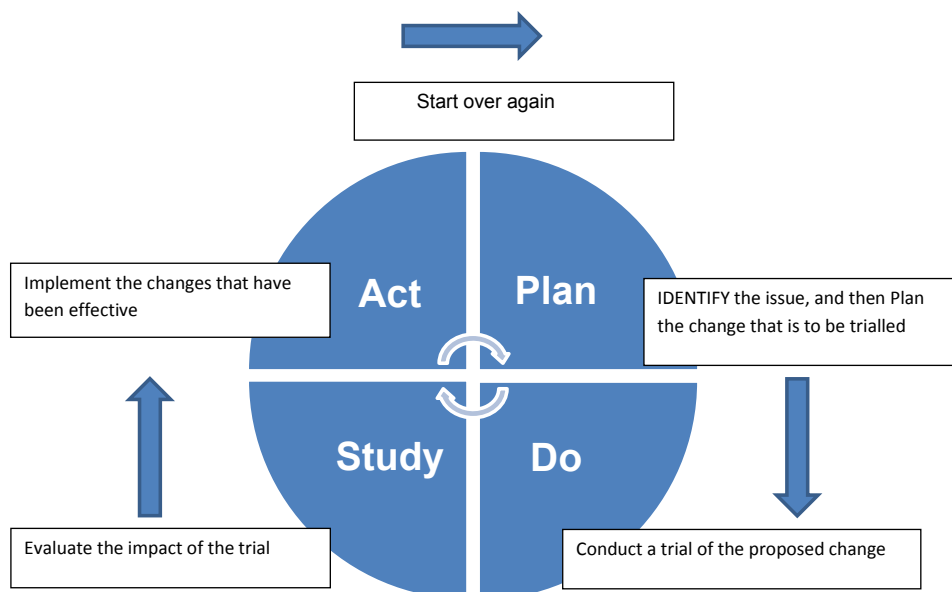 Start over again
Act
Plan
Implement the changes that have
been effective
IDENTIFY the issue, and then Plan
the change that is to be trialled
Study
Do
Evaluate the impact of the trial
Conduct a trial of the proposed change